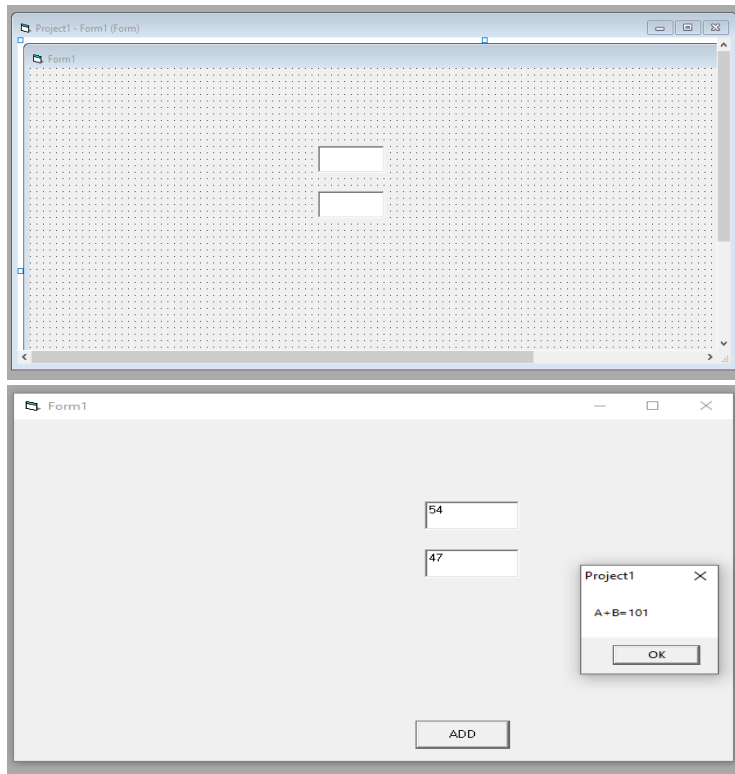 Project1 - Form1 (Form)
Form1
Form1
54
47
Project1
A+B=101
OK
ADD